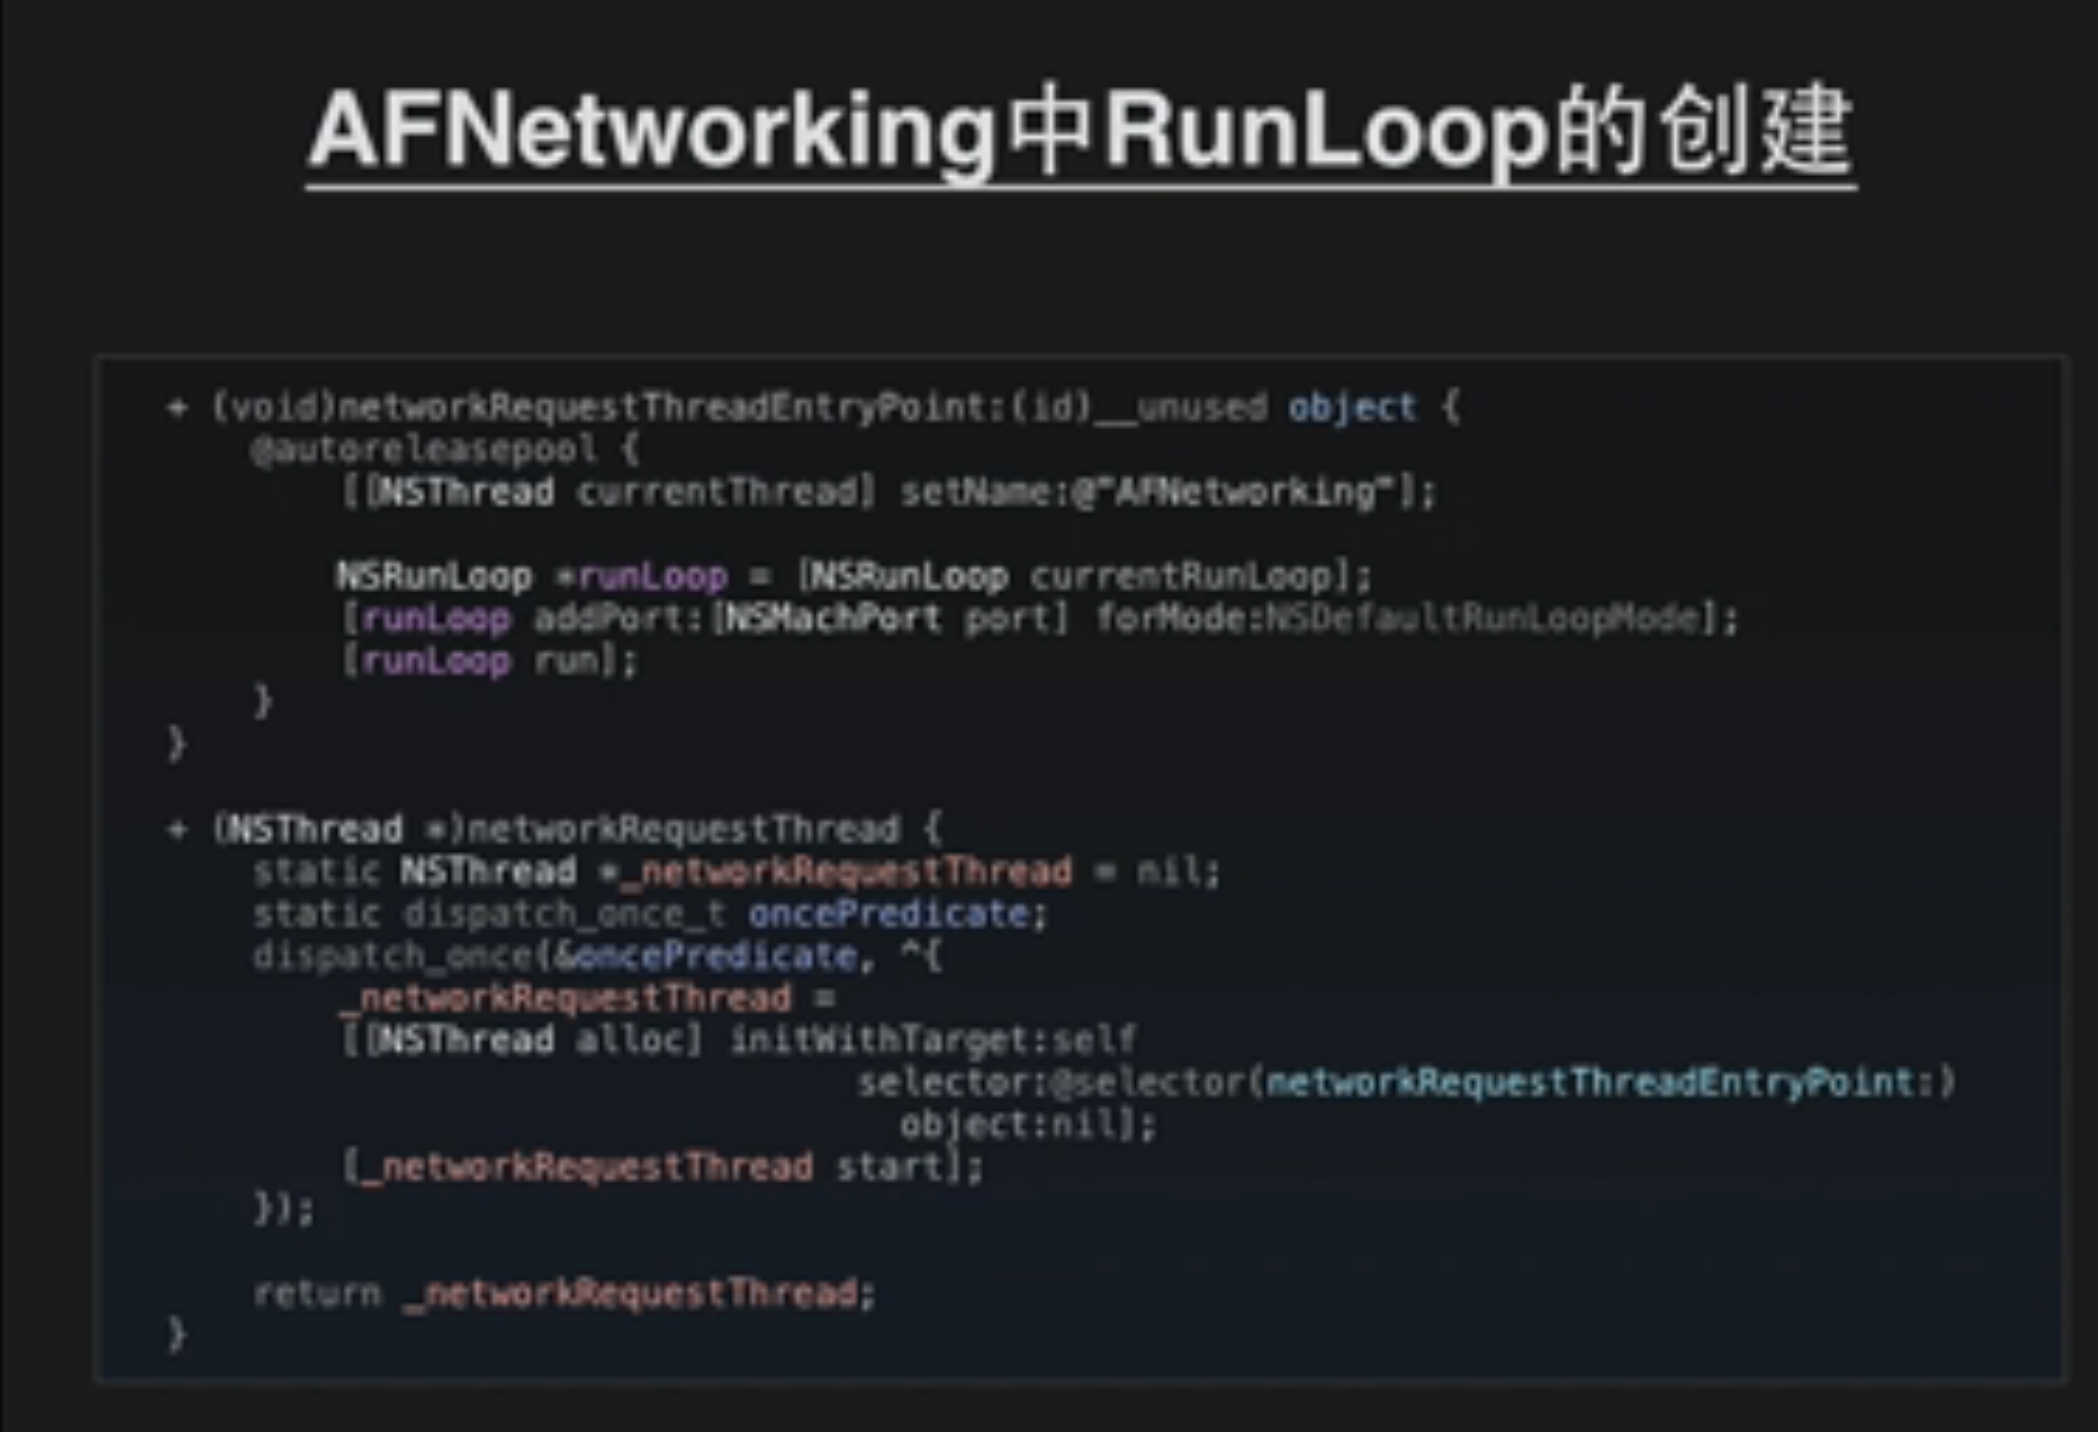 AFNetworking中RunLoop的创建
+ (void)networkRequestThreadEntryPoint:(id)__unused object {
@autoreleasepool {
[[NSThread currentThread] setName:@"AFNetworking"];
NSRunLoop *runLoop = [NSRunLoop currentRunLoop];
[runLoop addPort:[NSMachPort port] forMode:NSDefaultRunLoopMode];
[runLoop run];
}
}
+ (NSThread *)networkRequestThread {
static NSThread *_networkRequestThread = nil;
static dispatch_once_t oncePredicate;
dispatch_once(&oncePredicate, ^{
_networkRequestThread =
[[NSThread alloc] initWithTarget:self
selector:@selector(networkRequestThreadEntryPoint:)
object:nil];
[_networkRequestThread start];
});
return _networkRequestThread;
}